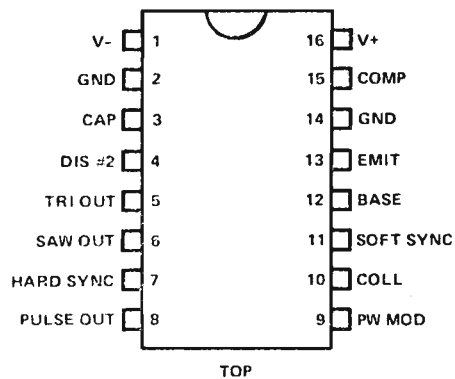 V- 1 16 V+
GND 2 15 COMP
CAP 3 14 GND
DIS #2 4 13 EMIT
TRI OUT 5 12 BASE
SAW OUT 6 11 SOFT SYNC
HARD SYNC 7 10 COLL
PULSE OUT 8 9 PW MOD
TOP